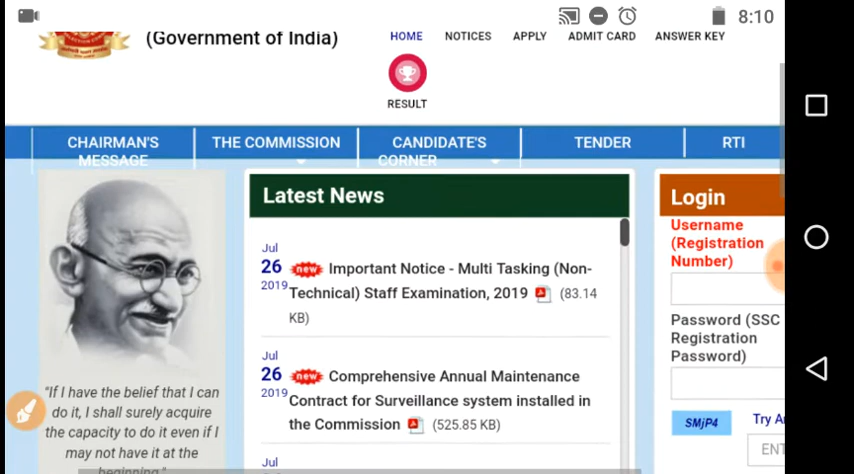 8:10
(Government of India)
HOME NOTICES APPLY ADMIT CARD ANSWER KEY
RESULT
CHAIRMAN'S MESSAGE
THE COMMISSION
CANDIDATE'S CORNER
TENDER
RTI
"If I have the belief that I can
do it, I shall surely acquire
the capacity to do it even if I
may not have it at the
beginning."
Latest News
Jul
26
2019
new Important Notice - Multi Tasking (Non-
Technical) Staff Examination, 2019 (83.14
KB)
Jul
26
2019
new Comprehensive Annual Maintenance
Contract for Surveillance system installed in
the Commission (525.85 KB)
Jul
Login
Username
(Registration
Number)
Password (SSC
Registration
Password)
SMjP4
Try
ENT